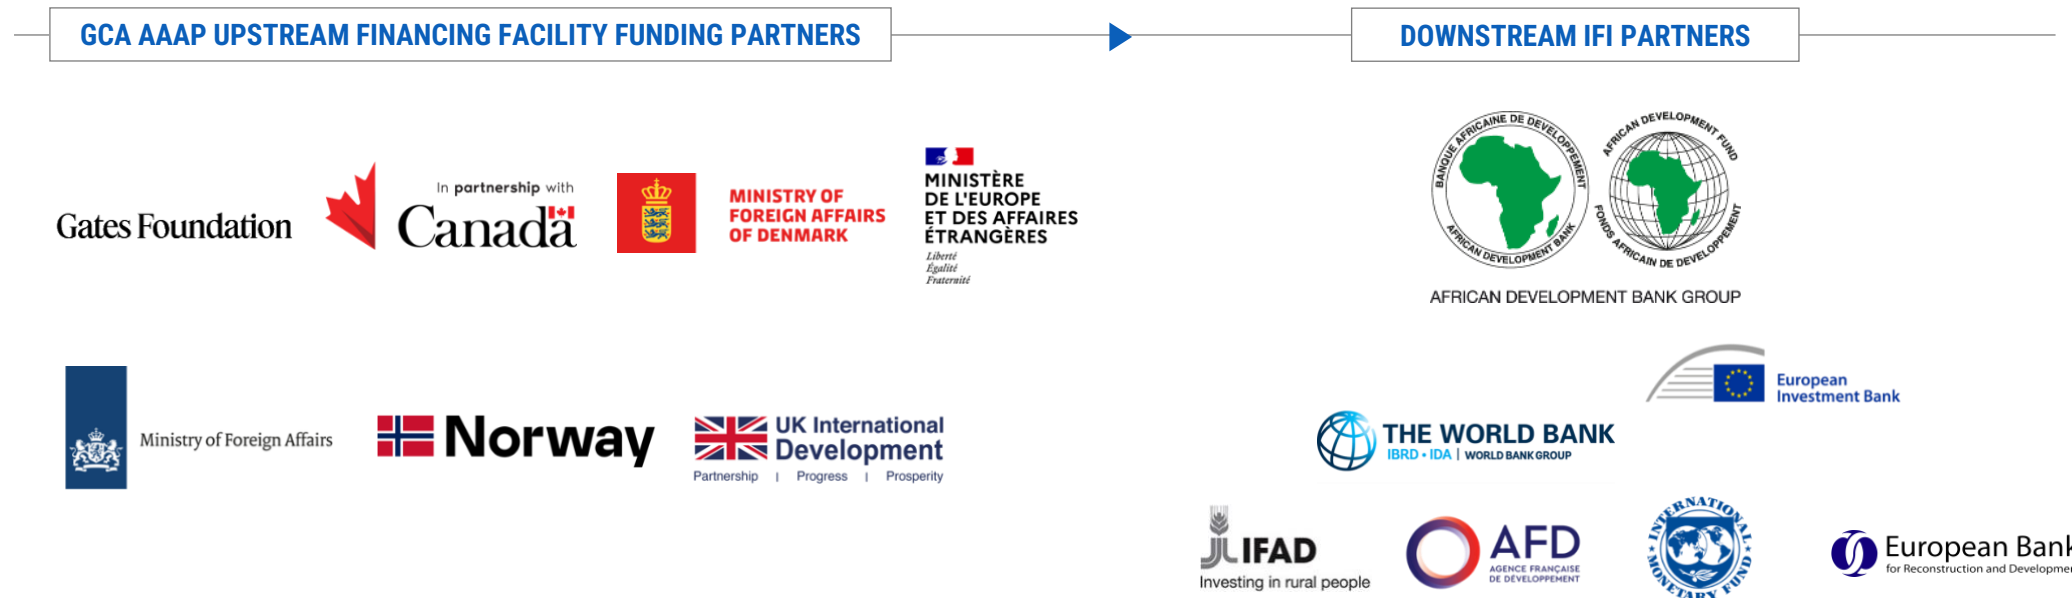 GCA AAAP UPSTREAM FINANCING FACILITY FUNDING PARTNERS
DOWNSTREAM IFI PARTNERS
Gates Foundation
In partnership with
Canada
MINISTRY OF
FOREIGN AFFAIRS
OF DENMARK
MINISTÈRE
DE L'EUROPE
ET DES AFFAIRES
ÉTRANGÈRES
Liberté
Égalité
Fraternité
BANQUE AFRICAINE DE DEVELOPPEMENT
AFRICAN DEVELOPMENT BANK
AFRICAN DEVELOPMENT FUND
FONDS AFRICAIN DE DEVELOPPEMENT
AFRICAN DEVELOPMENT BANK GROUP
Ministry of Foreign Affairs
Norway
UK International
Development
Partnership | Progress | Prosperity
European
Investment Bank
THE WORLD BANK
IBRD • IDA | WORLD BANK GROUP
IFAD
Investing in rural people
AFD
AGENCE FRANÇAISE
DE DÉVELOPPEMENT
INTERNATIONAL
MONETARY FUND
European Bank
for Reconstruction and Developmen